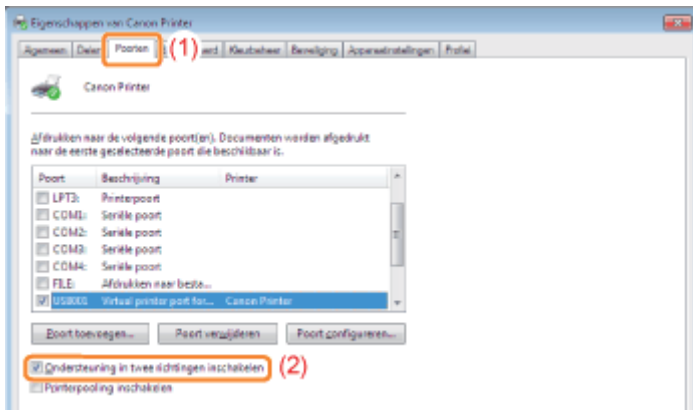 Eigenschappen van Canon Printer
Algemeen Delen Poorten (1) Kleurbeheer Beveiliging Apparaatinstellingen Profiel
Canon Printer
Afdrukken naar de volgende poort(en). Documenten worden afgedrukt
naar de eerste geselecteerde poort die beschikbaar is.
Poort Beschrijving Printer
LPT3: Printerpoort
COM1: Seriële poort
COM2: Seriële poort
COM3: Seriële poort
COM4: Seriële poort
FILE: Afdrukken naar besta...
USB001 Virtual printer port for... Canon Printer
Poort toevoegen... Poort verwijderen Poort configureren...
Ondersteuning in twee richtingen inschakelen (2)
Printerpooling inschakelen